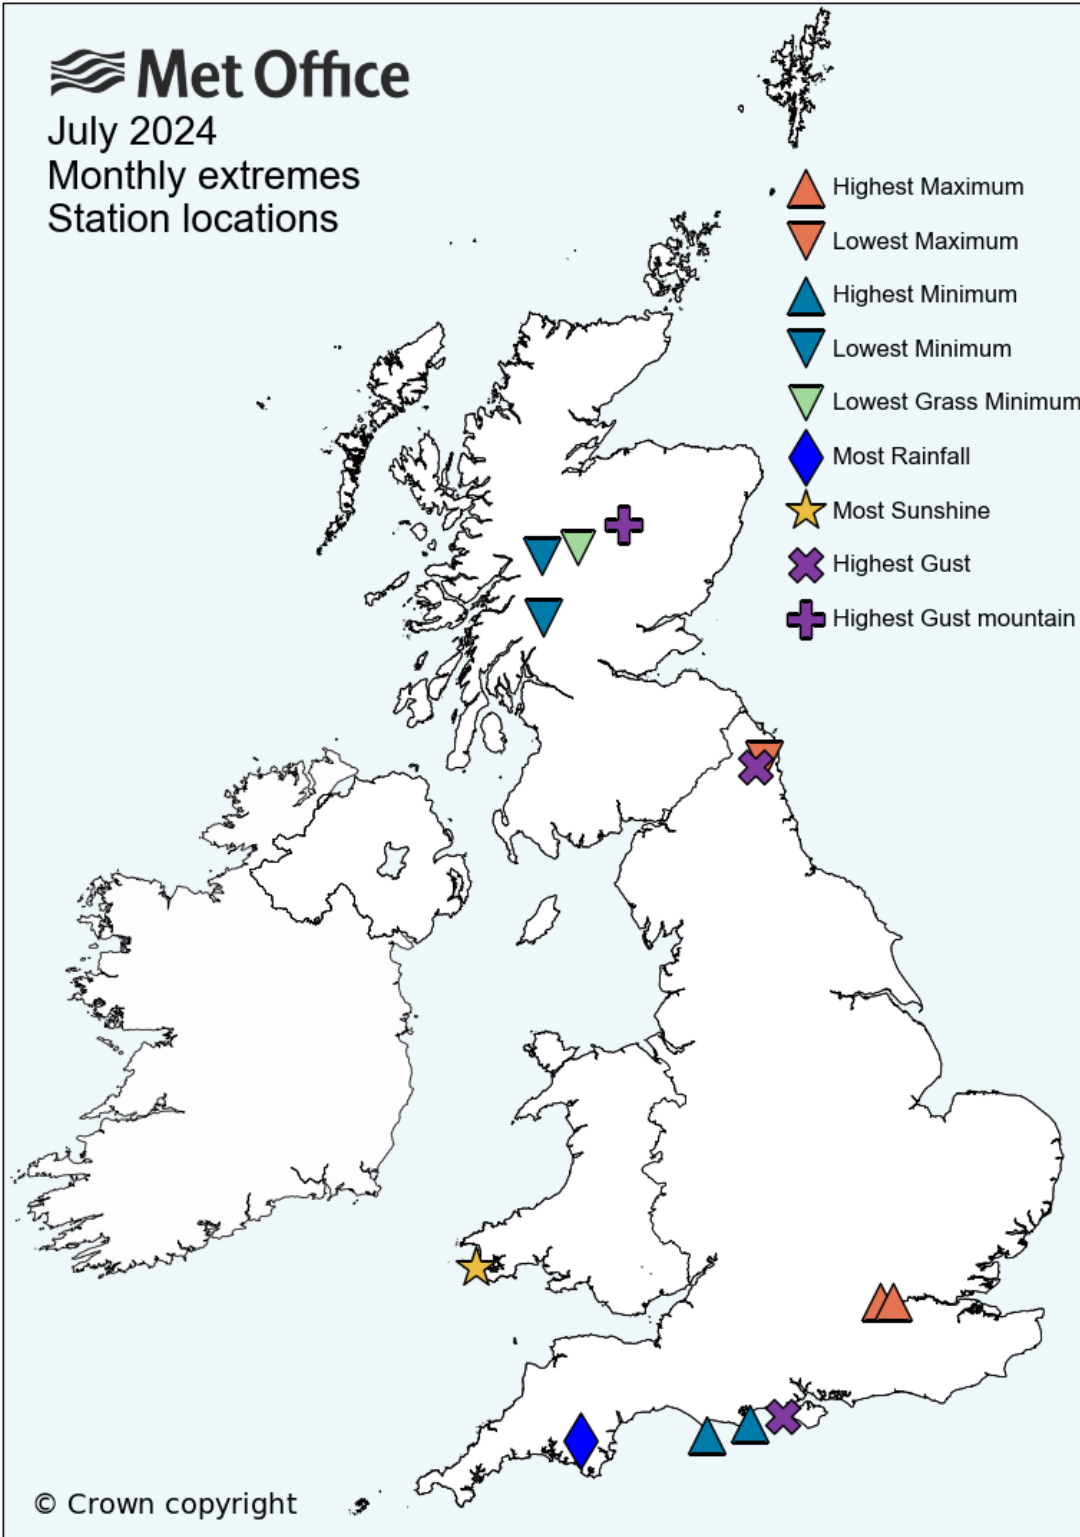 Met Office
July 2024
Monthly extremes
Station locations
Highest Maximum
Lowest Maximum
Highest Minimum
Lowest Minimum
Lowest Grass Minimum
Most Rainfall
Most Sunshine
Highest Gust
Highest Gust mountain
© Crown copyright